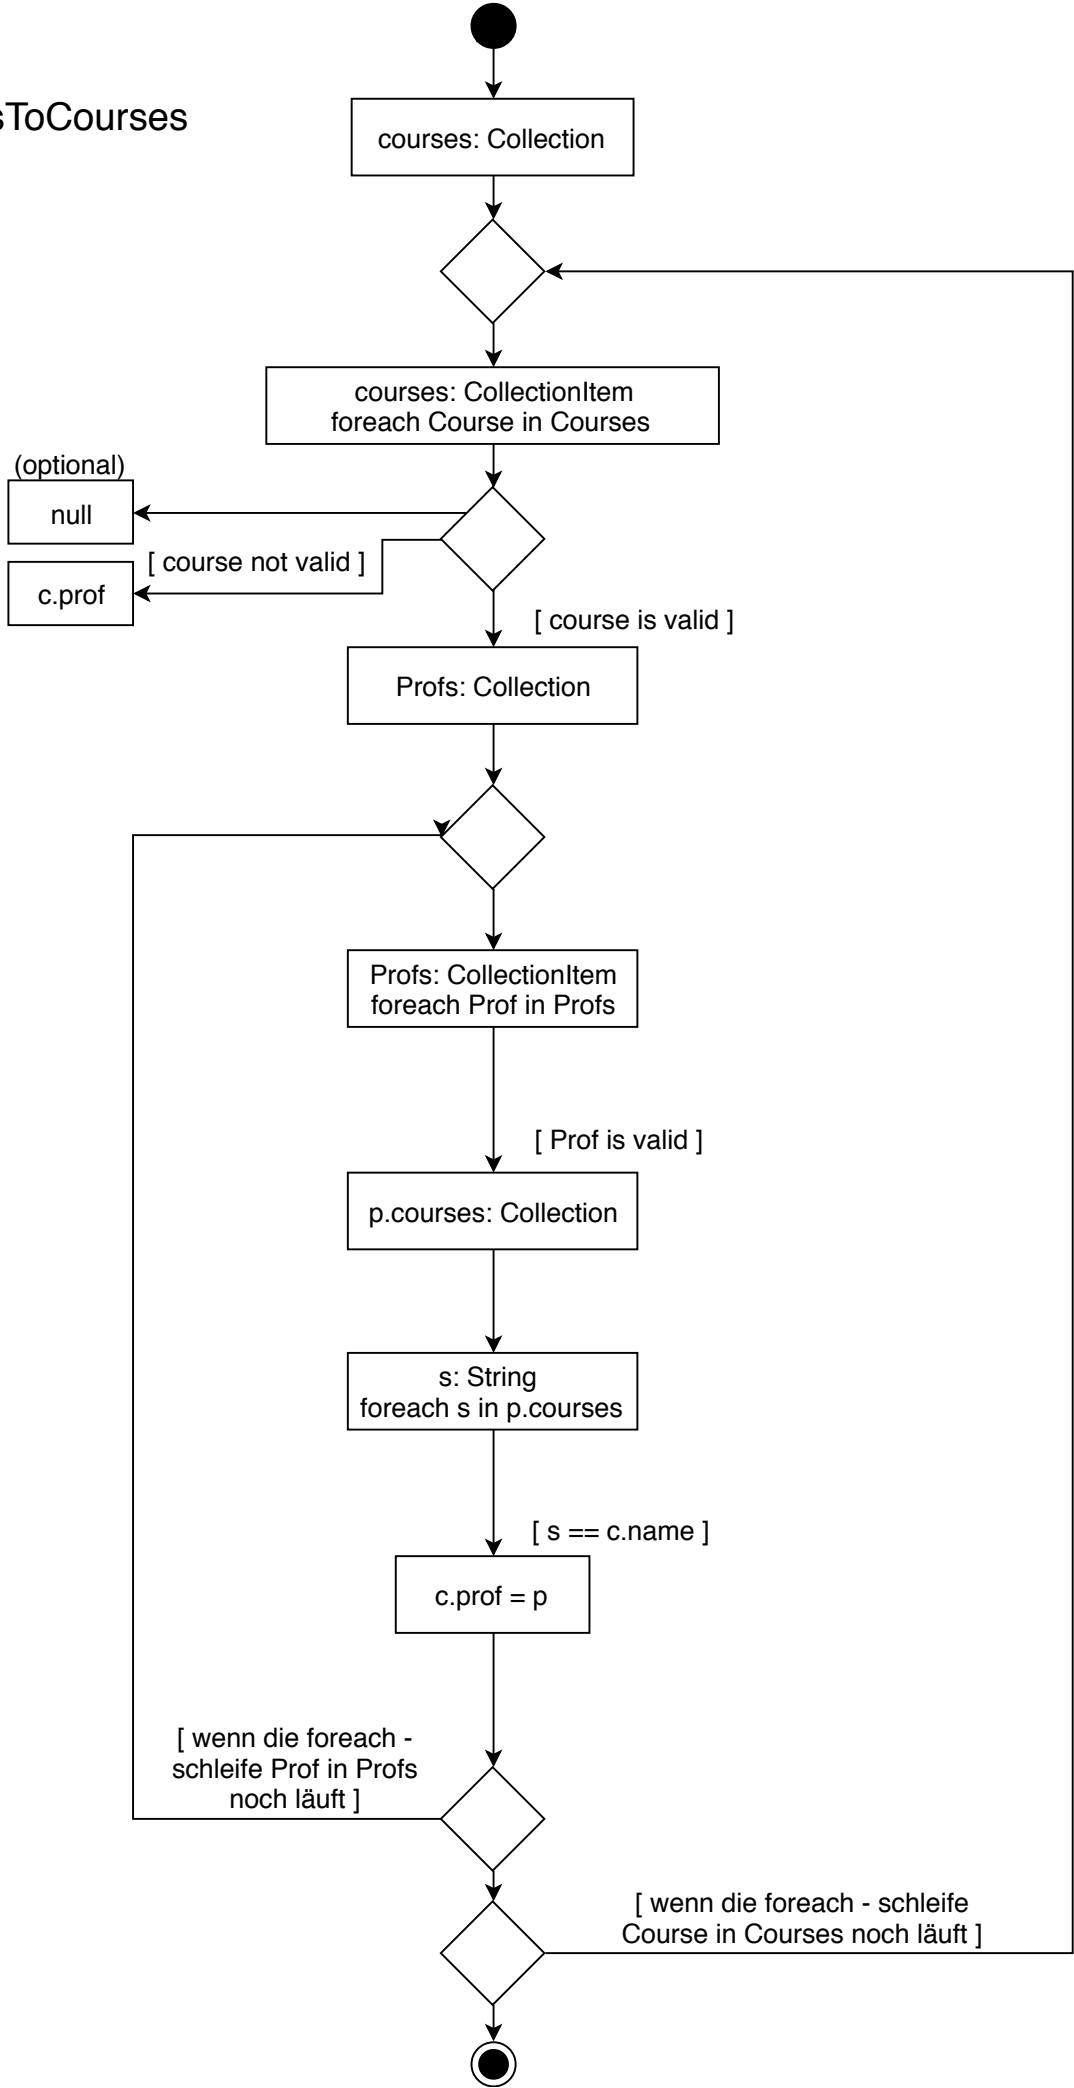 sToCourses
courses: Collection
courses: CollectionItem
foreach Course in Courses
(optional)
null
[ course not valid ]
c.prof
[ course is valid ]
Profs: Collection
Profs: CollectionItem
foreach Prof in Profs
[ Prof is valid ]
p.courses: Collection
s: String
foreach s in p.courses
[ s == c.name ]
c.prof = p
[ wenn die foreach -
schleife Prof in Profs
noch läuft ]
[ wenn die foreach - schleife
Course in Courses noch läuft ]